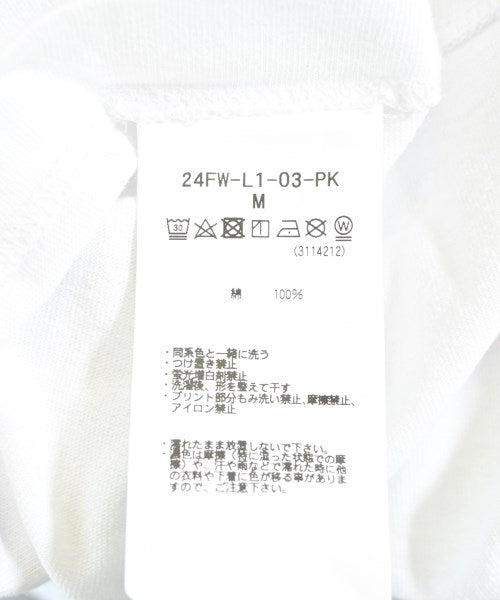 24FW-L1-03-PK
M
30 W
(3114212)
綿 100%
・同系色と一緒に洗う
・つけ置き禁止
・蛍光増白剤禁止
・洗濯後、形を整えて干す
・プリント部分もみ洗い禁止、摩擦禁止、
アイロン禁止
・濡れたまま放置しないで下さい。
・濃色は摩擦(特に湿った状態での摩
擦)や、汗や雨などで濡れた時に他
の衣料や下着に色が移る事がありま
すので、ご注意下さい。